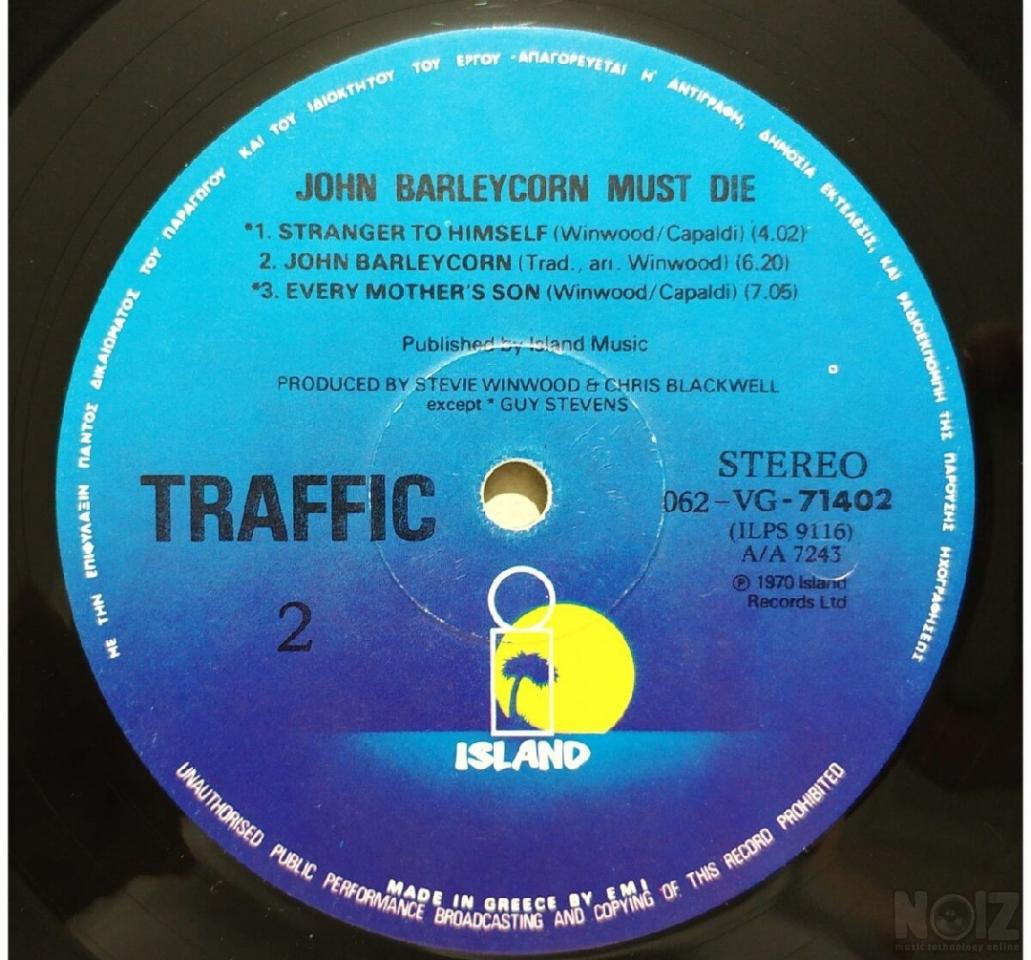 ΜΕ ΤΗΝ ΕΠΙΦΥΛΑΞΙΝ ΠΑΝΤΟΣ ΔΙΚΑΙΩΜΑΤΟΣ ΤΟΥ ΠΑΡΑΓΩΓΟΥ ΚΑΙ ΤΟΥ ΙΔΙΟΚΤΗΤΟΥ ΤΟΥ ΕΡΓΟΥ - ΑΠΑΓΟΡΕΥΕΤΑΙ Η' ΑΝΤΙΓΡΑΦΗ, ΔΗΜΟΣΙΑ ΕΚΤΕΛΕΣΙΣ, ΚΑΙ ΡΑΔΙΟΕΚΠΟΜΠΗ ΤΗΣ ΠΑΡΟΥΣΗΣ ΗΧΟΓΡΑΦΗΣΕΩΣ
JOHN BARLEYCORN MUST DIE
*1. STRANGER TO HIMSELF (Winwood/Capaldi) (4.02)
2. JOHN BARLEYCORN (Trad., arr. Winwood) (6.20)
*3. EVERY MOTHER'S SON (Winwood/Capaldi) (7.05)
Published by Island Music
PRODUCED BY STEVIE WINWOOD & CHRIS BLACKWELL
except * GUY STEVENS
TRAFFIC
STEREO
062-VG-71402
(ILPS 9116)
A/A 7243
℗ 1970 Island
Records Ltd
2
ISLAND
MADE IN GREECE BY EMI
UNAUTHORISED PUBLIC PERFORMANCE BROADCASTING AND COPYING OF THIS RECORD PROHIBITED
NOIZ
music technology online